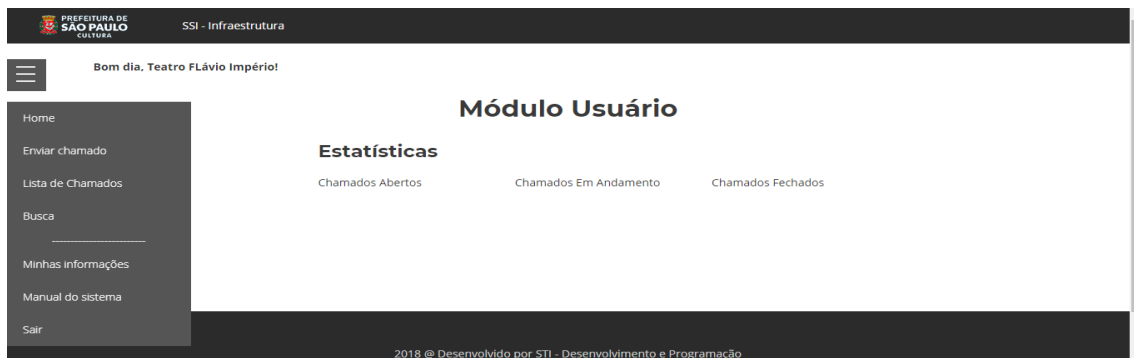 PREFEITURA DE
SÃO PAULO
CULTURA
SSI - Infraestrutura
Bom dia, Teatro FLávio Império!
Home
Enviar chamado
Lista de Chamados
Busca
--------------------------
Minhas informações
Manual do sistema
Sair
Módulo Usuário
Estatísticas
Chamados Abertos Chamados Em Andamento Chamados Fechados
2018 @ Desenvolvido por STI - Desenvolvimento e Programação